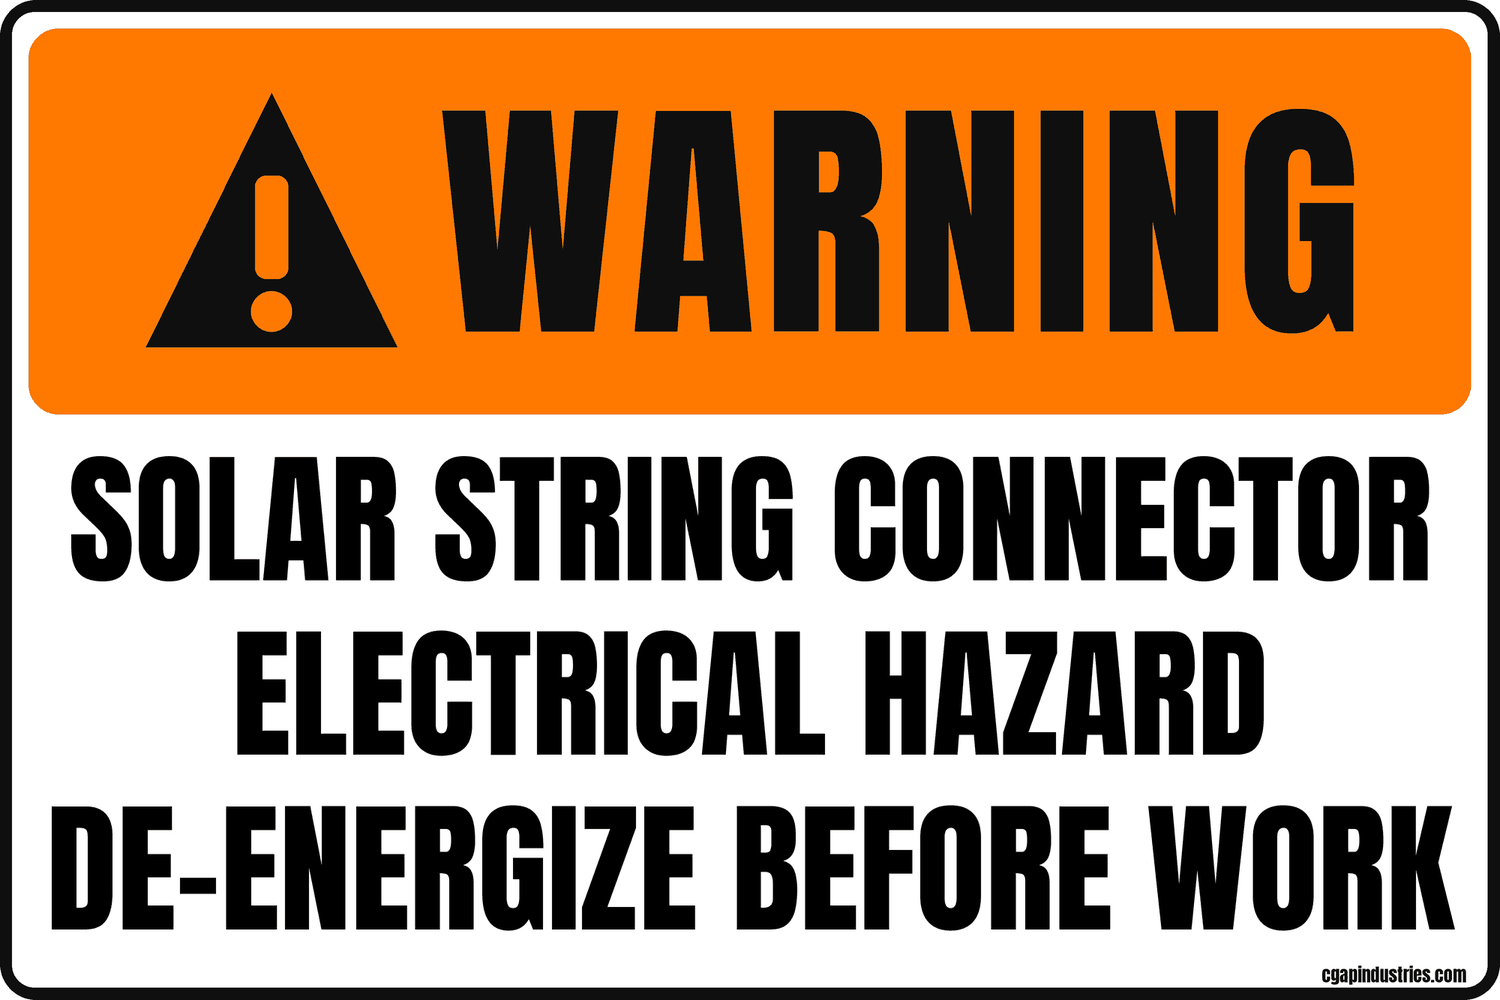 WARNING
SOLAR STRING CONNECTOR
ELECTRICAL HAZARD
DE-ENERGIZE BEFORE WORK
cgapindustries.com